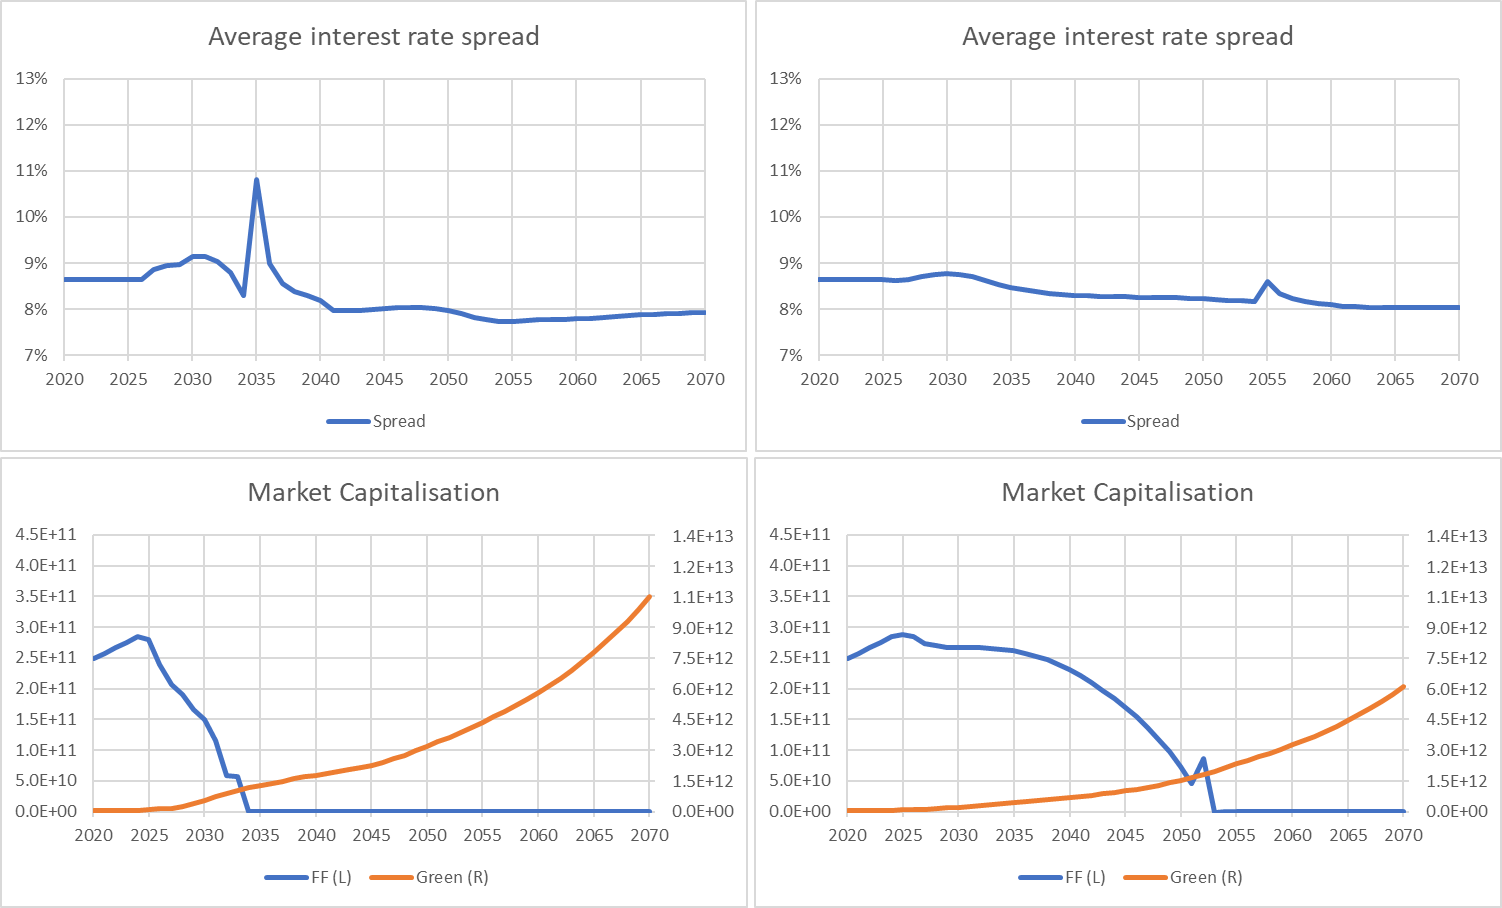 Average interest rate spread
13%
12%
11%
10%
9%
8%
7%
2020 2025 2030 2035 2040 2045 2050 2055 2060 2065 2070
Spread
Average interest rate spread
13%
12%
11%
10%
9%
8%
7%
2020 2025 2030 2035 2040 2045 2050 2055 2060 2065 2070
Spread
Market Capitalisation
4.5E+11 1.4E+13
4.0E+11 1.2E+13
3.5E+11 1.1E+13
3.0E+11 9.0E+12
2.5E+11 7.5E+12
2.0E+11 6.0E+12
1.5E+11 4.5E+12
1.0E+11 3.0E+12
5.0E+10 1.5E+12
0.0E+00 0.0E+00
2020 2025 2030 2035 2040 2045 2050 2055 2060 2065 2070
FF (L) Green (R)
Market Capitalisation
4.5E+11 1.4E+13
4.0E+11 1.2E+13
3.5E+11 1.1E+13
3.0E+11 9.0E+12
2.5E+11 7.5E+12
2.0E+11 6.0E+12
1.5E+11 4.5E+12
1.0E+11 3.0E+12
5.0E+10 1.5E+12
0.0E+00 0.0E+00
2020 2025 2030 2035 2040 2045 2050 2055 2060 2065 2070
FF (L) Green (R)